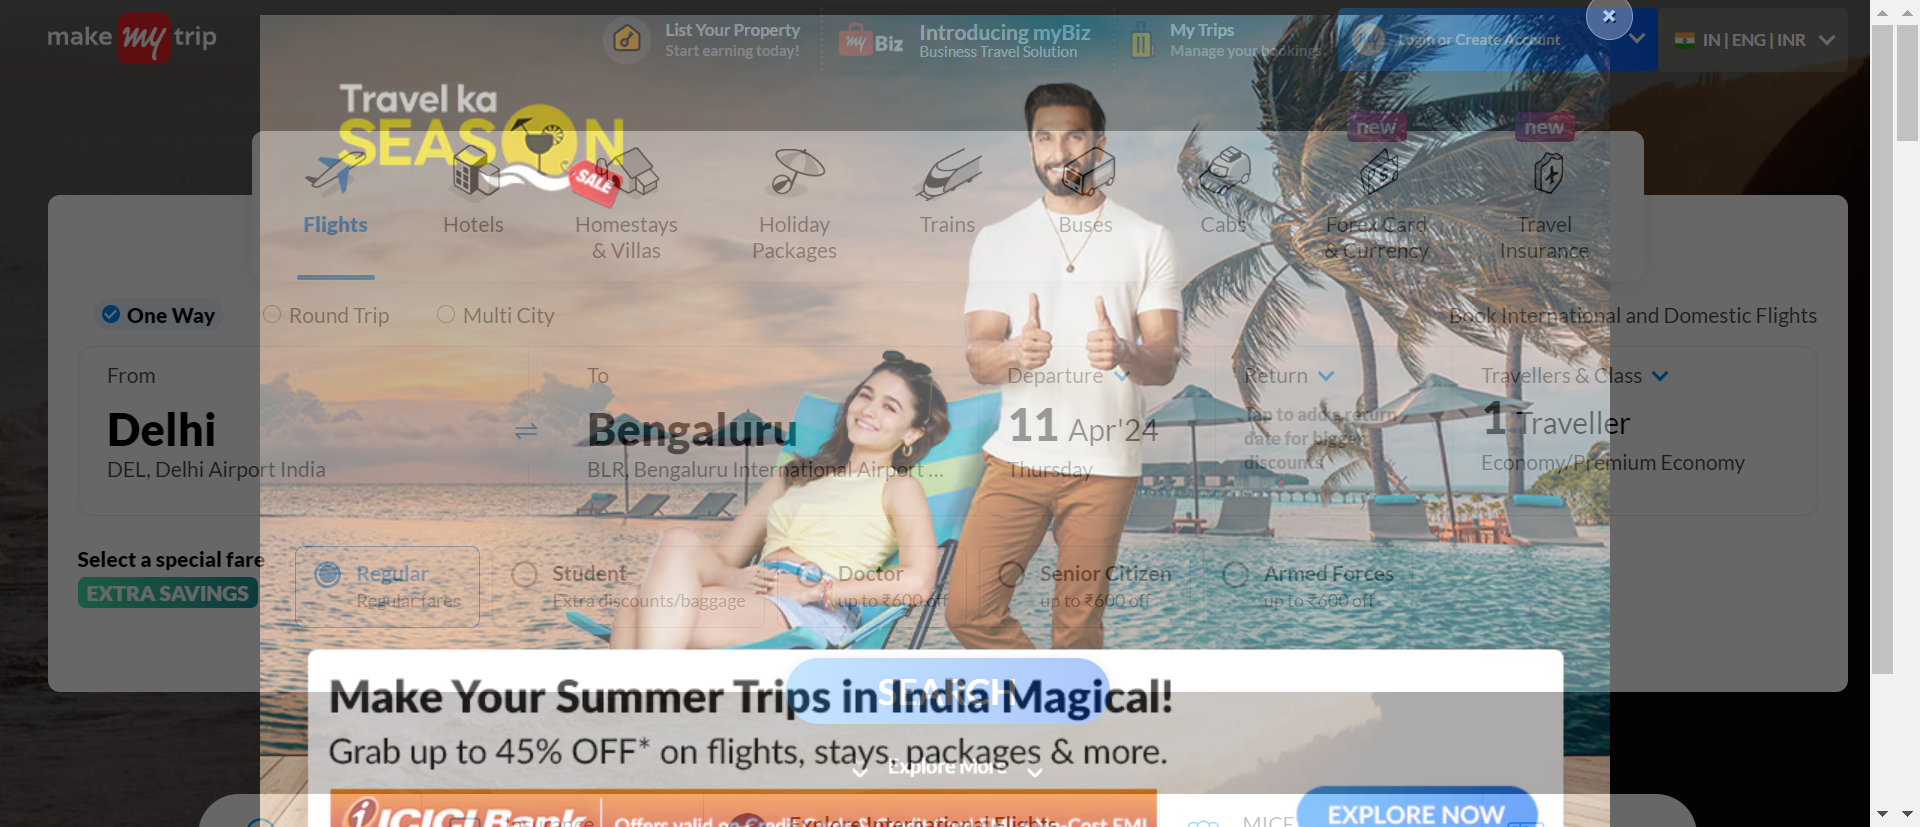 make my trip
List Your Property
Start earning today!
my Biz
Introducing myBiz
Business Travel Solution
My Trips
Manage your bookings
Login or Create Account
IN | ENG | INR
Travel ka
SEASON
SALE
new
new
Flights
Hotels
Homestays
& Villas
Holiday
Packages
Trains
Buses
Cabs
Forex Card
& Currency
Travel
Insurance
One Way
Round Trip
Multi City
Book International and Domestic Flights
From
Delhi
DEL, Delhi Airport India
To
Bengaluru
BLR, Bengaluru International Airport ...
Departure
11 Apr'24
Thursday
Return
Tap to add a return
date for bigger
discounts
Travellers & Class
1 Traveller
Economy/Premium Economy
Select a special fare
EXTRA SAVINGS
Regular
Regular fares
Student
Extra discounts/baggage
Doctor
up to ₹600 off
Senior Citizen
up to ₹600 off
Armed Forces
up to ₹600 off
SEARCH
Make Your Summer Trips in India Magical!
Grab up to 45% OFF* on flights, stays, packages & more.
Explore More
ICICI Bank
Offers valid on Credit
EMI
Insurance
Explore International Flights
MICE
EXPLORE NOW